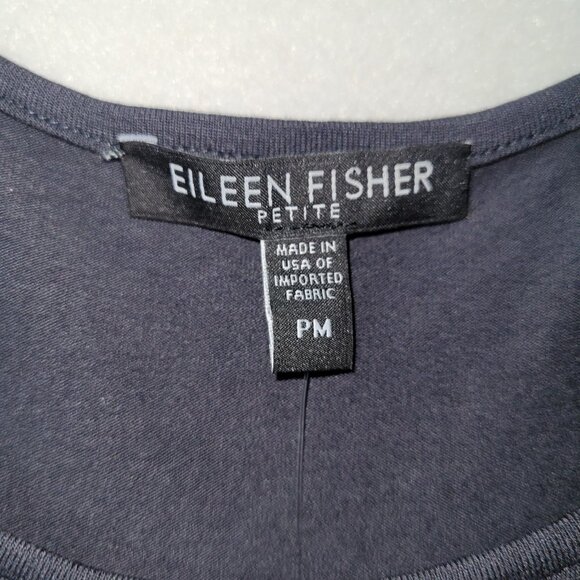 EILEEN FISHER
PETITE
MADE IN
USA OF
IMPORTED
FABRIC
PM